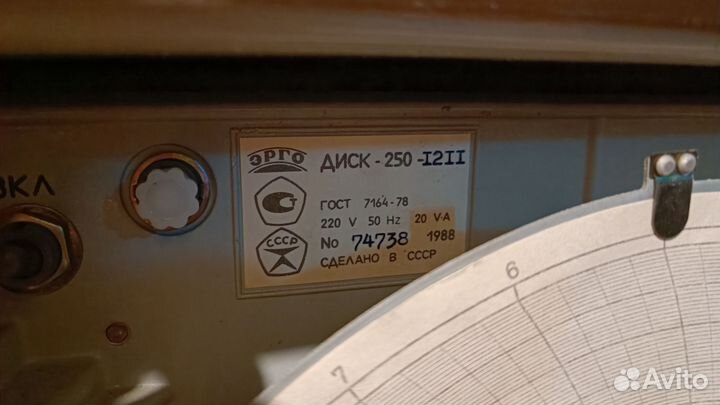 ВКЛ
ЭРГО ДИСК-250-I2II
ГОСТ 7164-78
220 V 50 Hz 20 V·A
No 74738 1988
СССР СДЕЛАНО В СССР
6
7
Avito